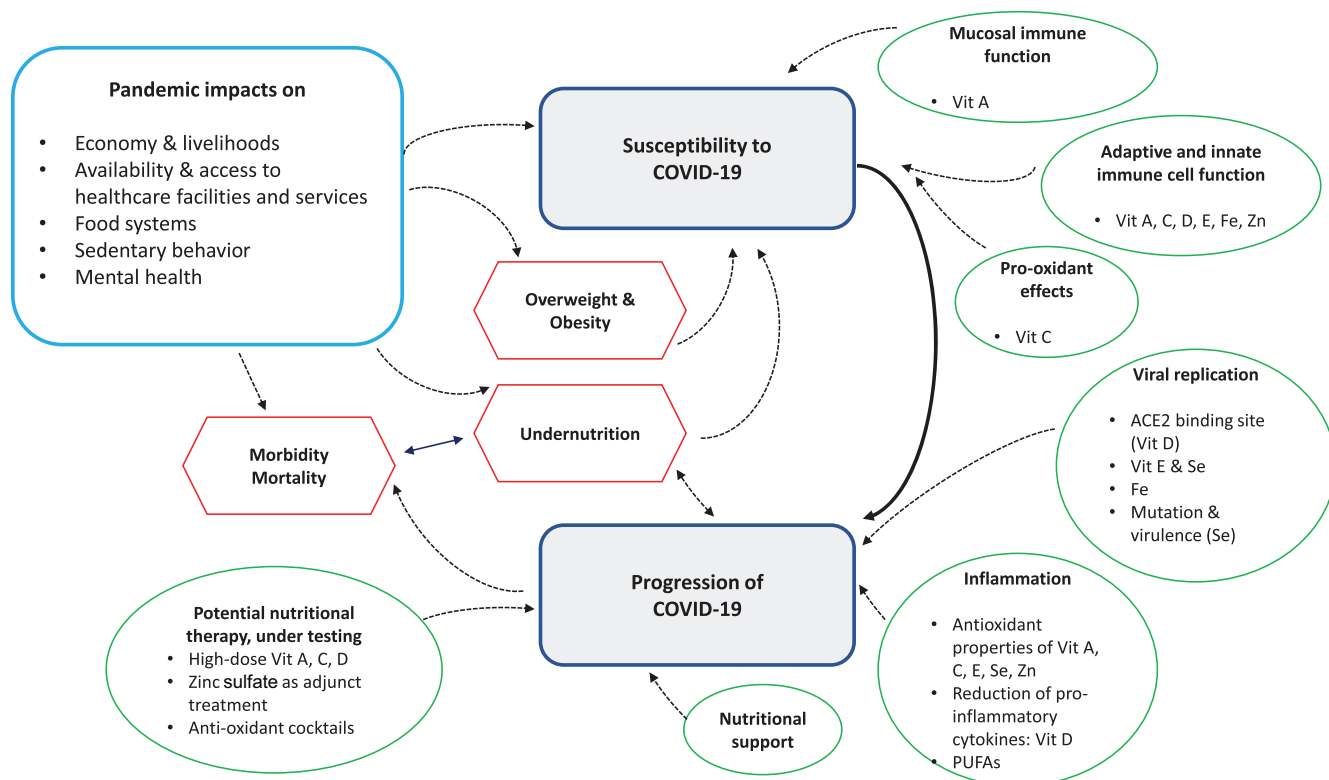 Pandemic impacts on
• Economy & livelihoods
• Availability & access to
healthcare facilities and services
• Food systems
• Sedentary behavior
• Mental health
Susceptibility to
COVID-19
Mucosal immune
function
• Vit A
Adaptive and innate
immune cell function
• Vit A, C, D, E, Fe, Zn
Pro-oxidant
effects
• Vit C
Overweight &
Obesity
Undernutrition
Morbidity
Mortality
Viral replication
• ACE2 binding site
(Vit D)
• Vit E & Se
• Fe
• Mutation &
virulence (Se)
Progression of
COVID-19
Potential nutritional
therapy, under testing
• High-dose Vit A, C, D
• Zinc sulfate as adjunct
treatment
• Anti-oxidant cocktails
Nutritional
support
Inflammation
• Antioxidant
properties of Vit A,
C, E, Se, Zn
• Reduction of pro-
inflammatory
cytokines: Vit D
• PUFAs